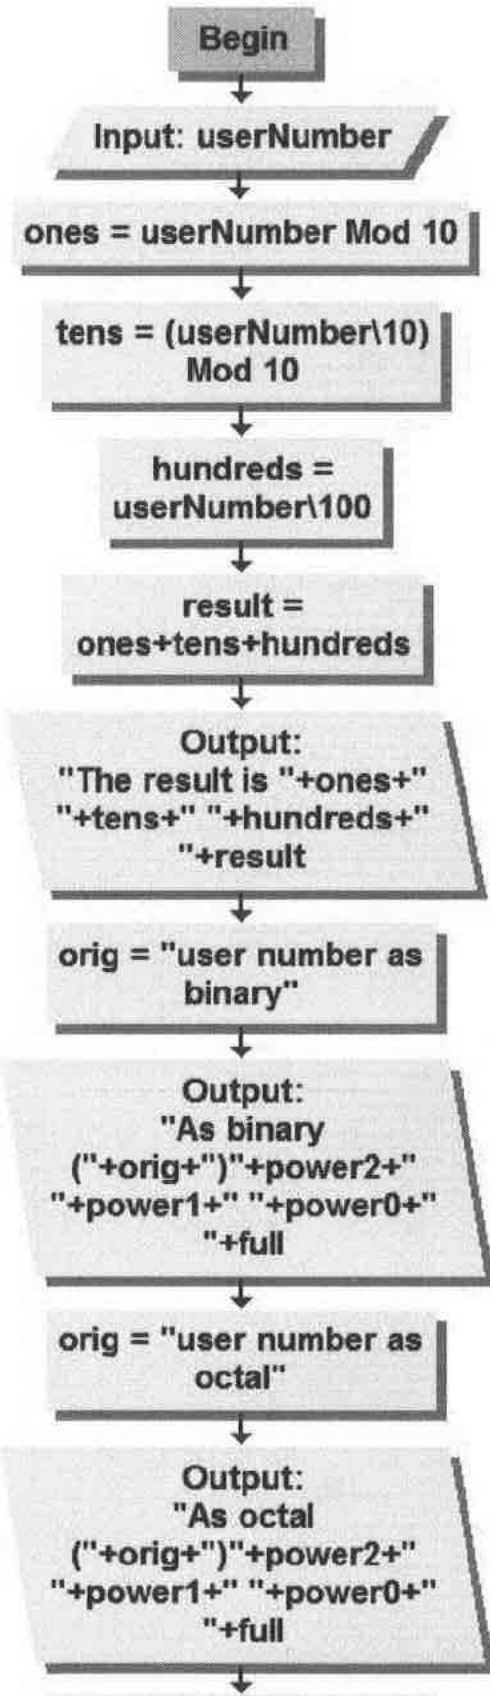 Begin
Input: userNumber
ones = userNumber Mod 10
tens = (userNumber\10)
Mod 10
hundreds =
userNumber\100
result =
ones+tens+hundreds
Output:
"The result is "+ones+"
"+tens+" "+hundreds+"
"+result
orig = "user number as
binary"
Output:
"As binary
("+orig+")"+power2+"
"+power1+" "+power0+"
"+full
orig = "user number as
octal"
Output:
"As octal
("+orig+")"+power2+"
"+power1+" "+power0+"
"+full